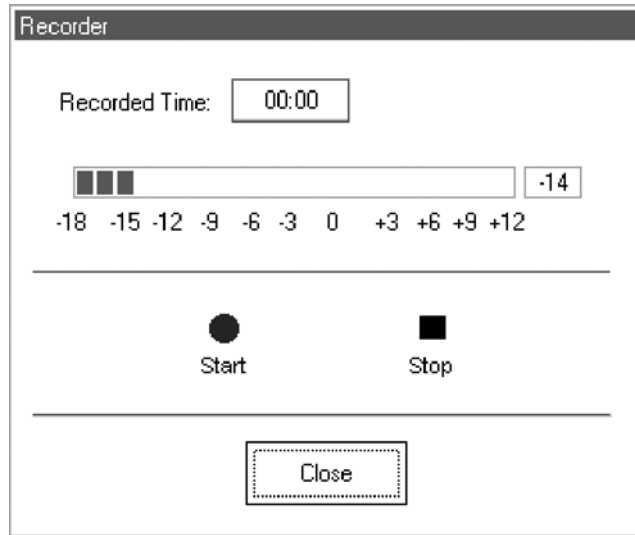 Recorder
Recorded Time: 00:00
-14
-18 -15 -12 -9 -6 -3 0 +3 +6 +9 +12
Start Stop
Close